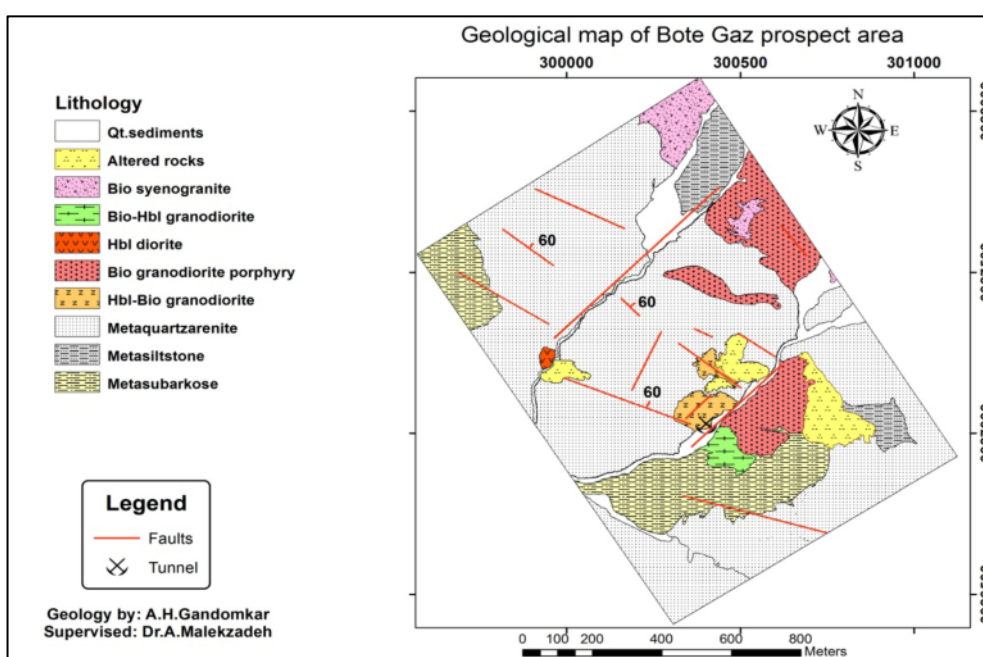 Geological map of Bote Gaz prospect area
300000 300500 301000
N
W E
S
Lithology
Qt.sediments
Altered rocks
Bio syenogranite
Bio-Hbl granodiorite
Hbl diorite
Bio granodiorite porphyry
Hbl-Bio granodiorite
Metaquartzarenite
Metasiltstone
Metasubarkose
60
60
60
Legend
Faults
Tunnel
Geology by: A.H.Gandomkar
Supervised: Dr.A.Malekzadeh
0 100 200 400 600 800
Meters